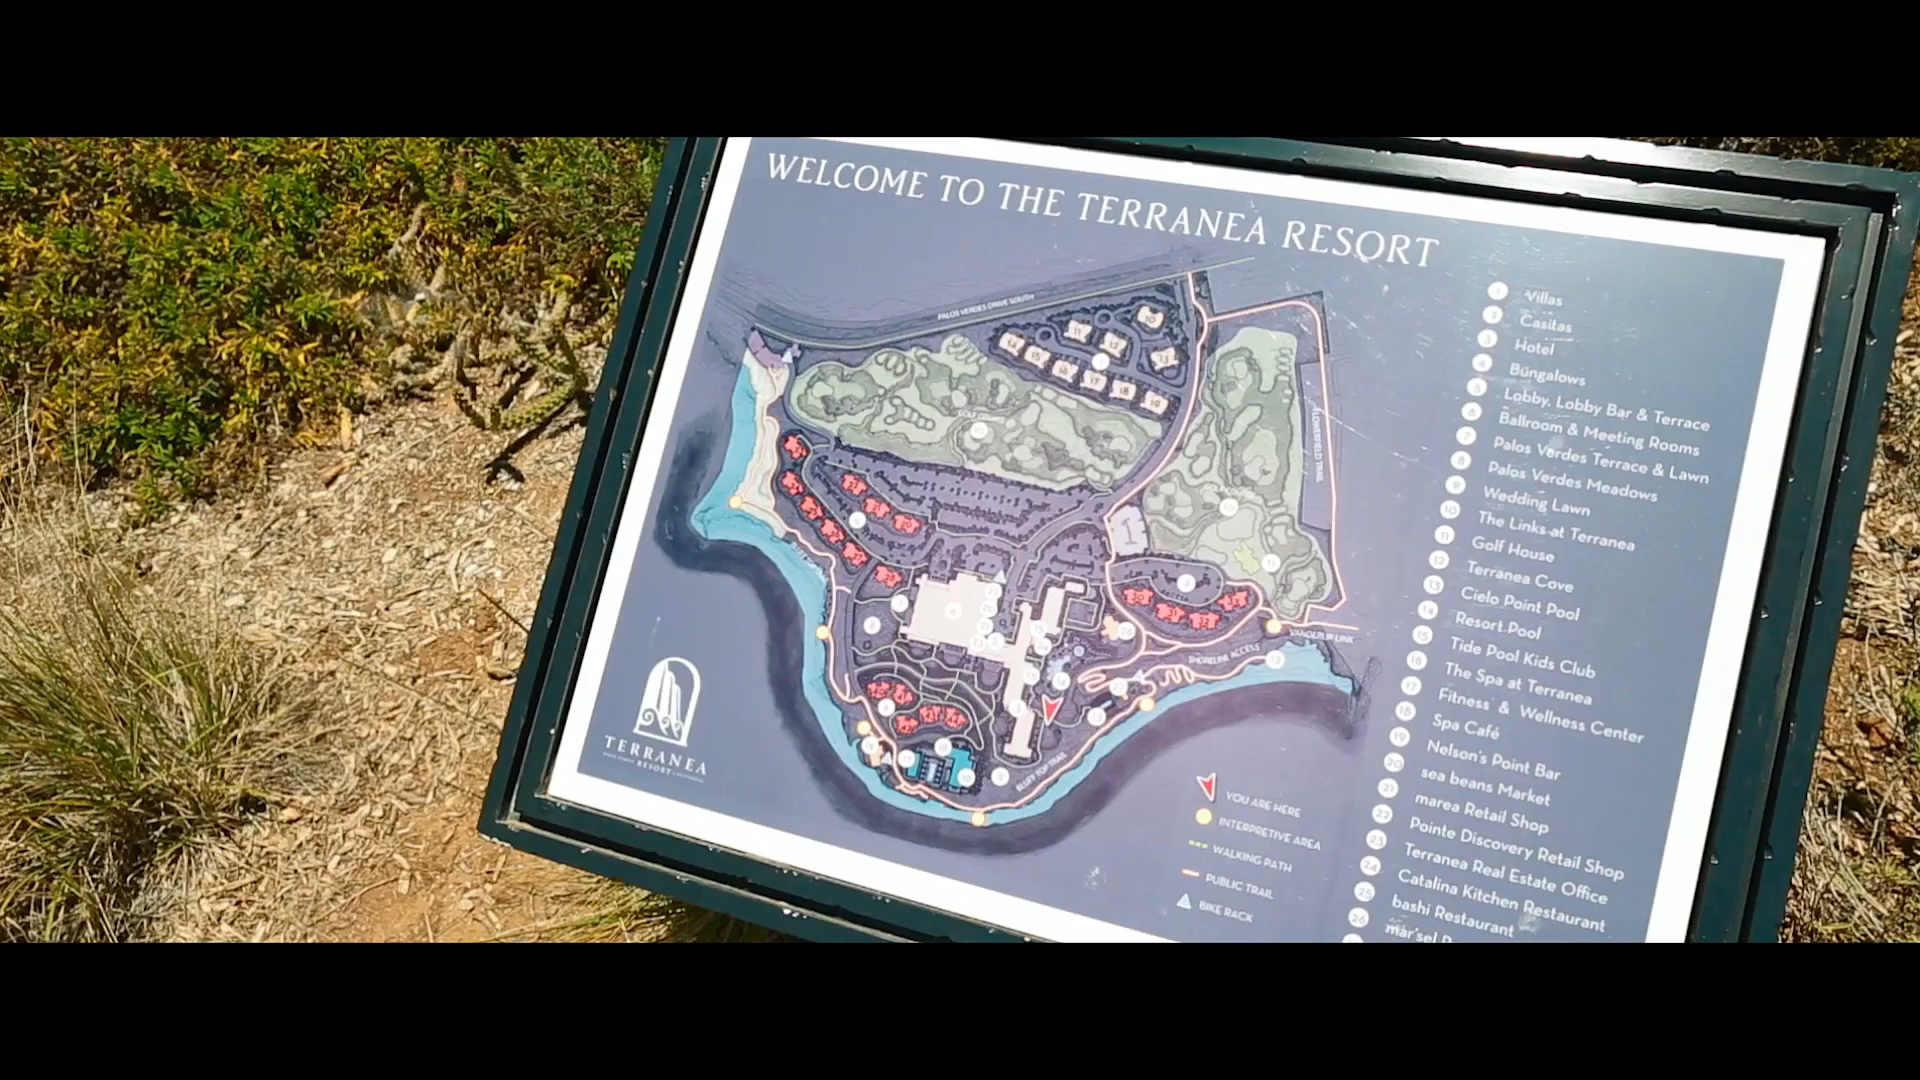 WELCOME TO THE TERRANEA RESORT
PALOS VERDES DRIVE SOUTH
SHORELINE ACCESS
BLUFF TOP TRAIL
1 Villas
2 Casitas
3 Hotel
4 Bungalows
5 Lobby, Lobby Bar & Terrace
6 Ballroom & Meeting Rooms
7 Palos Verdes Terrace & Lawn
8 Palos Verdes Meadows
9 Wedding Lawn
10 The Links at Terranea
11 Golf House
12 Terranea Cove
13 Cielo Point Pool
14 Resort Pool
15 Tide Pool Kids Club
16 The Spa at Terranea
17 Fitness & Wellness Center
18 Spa Café
19 Nelson's Point Bar
20 sea beans Market
21 marea Retail Shop
22 Pointe Discovery Retail Shop
23 Terranea Real Estate Office
24 Catalina Kitchen Restaurant
25 bashi Restaurant
26 mar'sel
YOU ARE HERE
INTERPRETIVE AREA
WALKING PATH
PUBLIC TRAIL
BIKE RACK
TERRANEA
RESORT